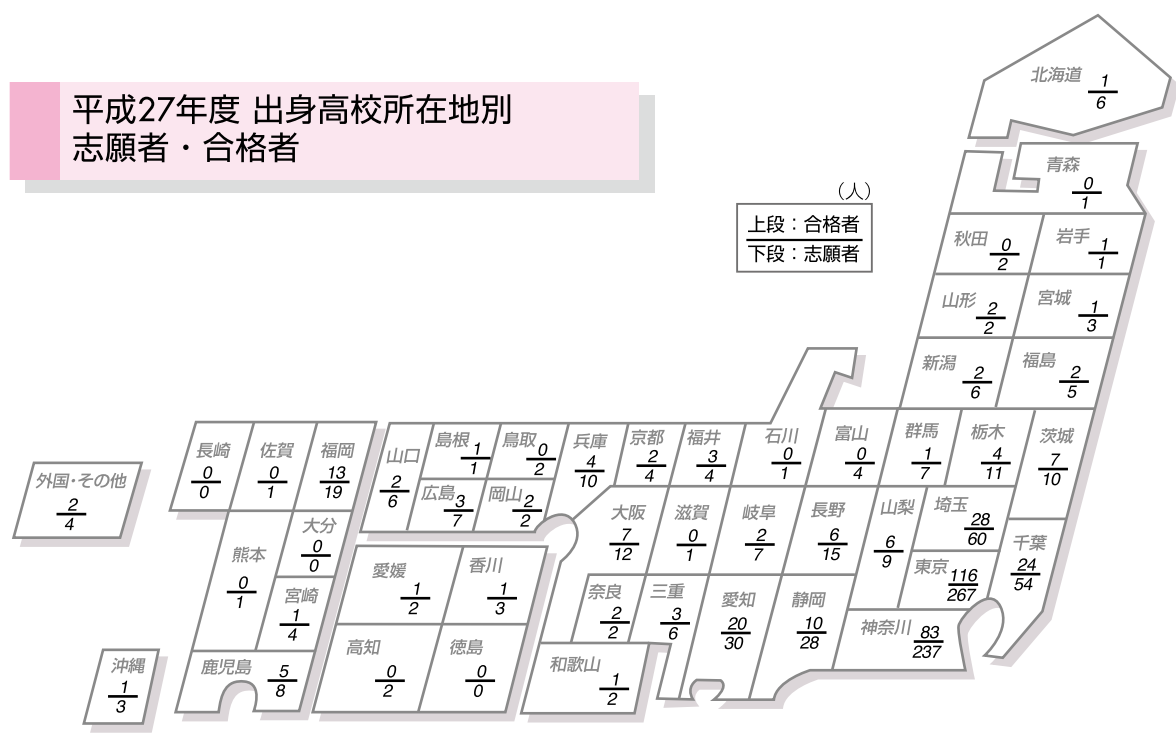 平成27年度 出身高校所在地別
志願者・合格者
(人)
上段：合格者
下段：志願者
北海道 1
6
青森 0
1
秋田 0
2
岩手 1
1
山形 2
2
宮城 1
3
新潟 2
6
福島 2
5
長崎
0
0
佐賀
0
1
福岡
13
19
山口
2
6
島根 1
1
鳥取 0
2
広島 3
7
岡山 2
2
兵庫
4
10
京都
2
4
福井
3
4
石川
0
1
富山
0
4
群馬
1
7
栃木
4
11
茨城
7
10
外国・その他
2
4
大阪
7
12
滋賀
0
1
岐阜
2
7
長野
6
15
山梨
6
9
埼玉
28
60
東京 116
267
千葉
24
54
熊本
0
1
大分
0
0
宮崎
1
4
愛媛
1
2
香川
1
3
奈良
2
2
三重
3
6
愛知
20
30
静岡
10
28
神奈川 83
237
高知
0
2
徳島
0
0
和歌山
1
2
沖縄
1
3
鹿児島 5
8